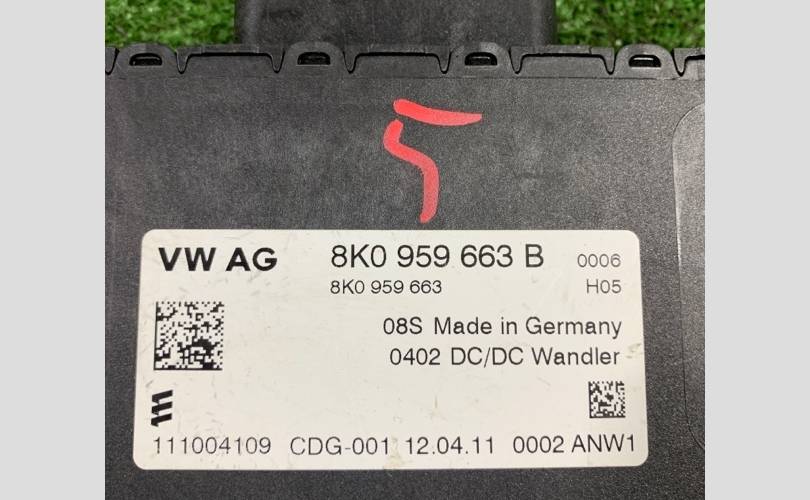 5
VW AG 8K0 959 663 B 0006
8K0 959 663 H05
08S Made in Germany
0402 DC/DC Wandler
111004109 CDG-001 12.04.11 0002 ANW1